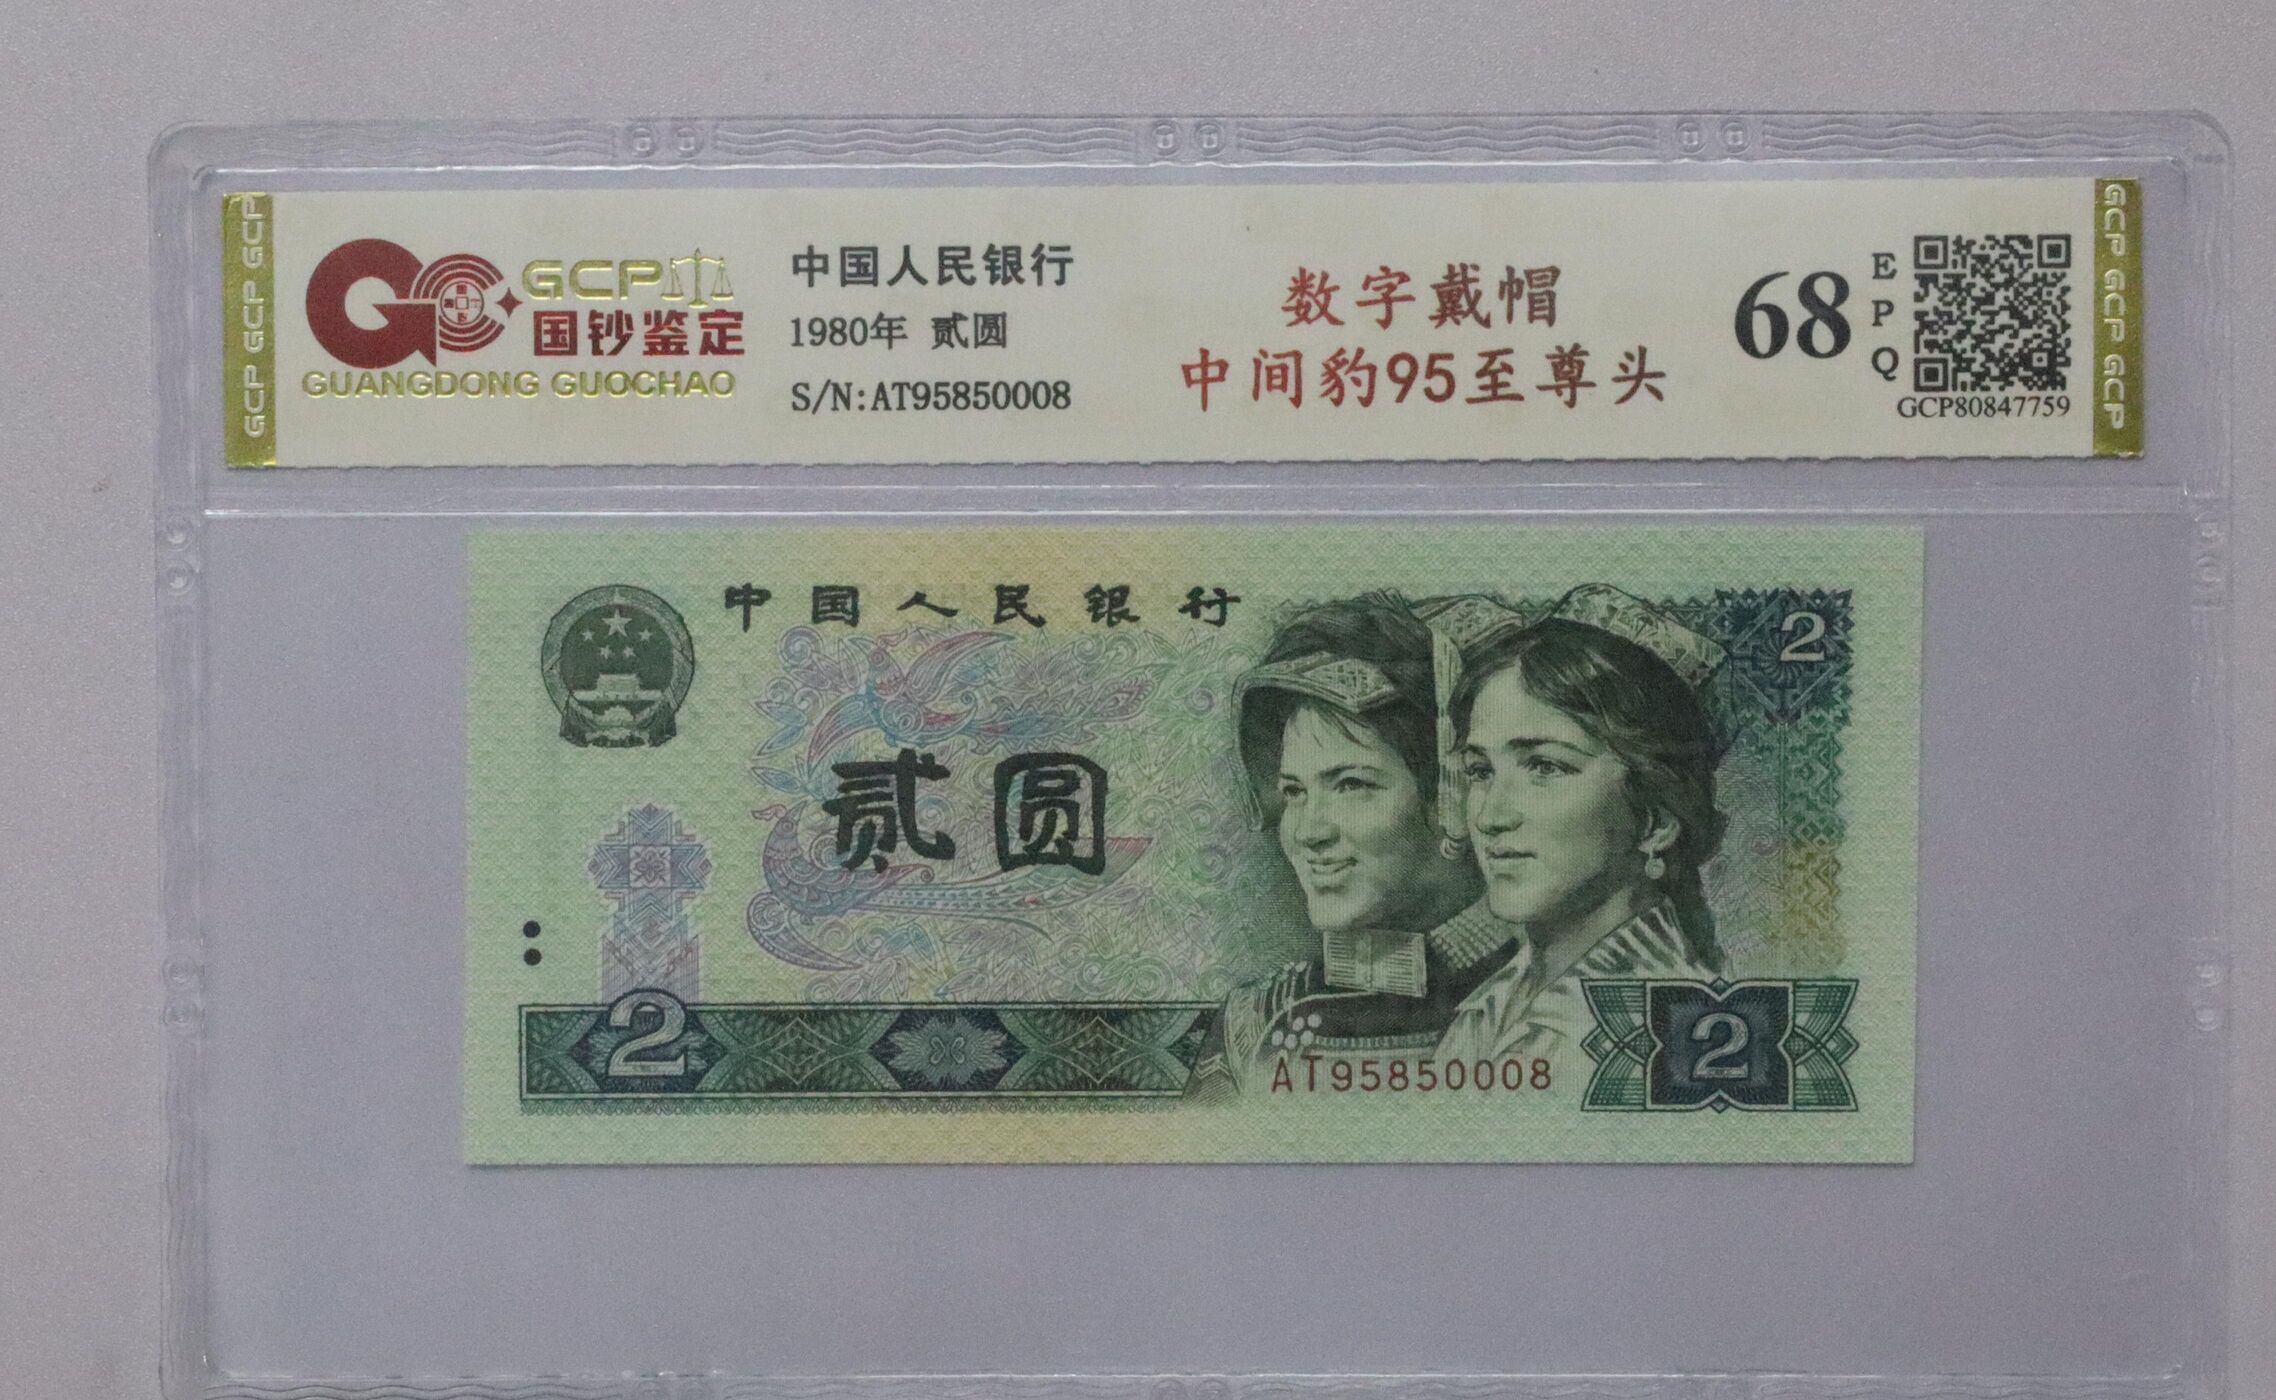 GCP GCP GCP
GCP
国钞鉴定
GUANGDONG GUOCHAO
中国人民银行
1980年 贰圆
S/N:AT95850008
数字戴帽
中间豹95至尊头
68
E
P
Q
GCP80847759
GCP GCP GCP
中国人民银行
2
贰圆
2
AT95850008
2